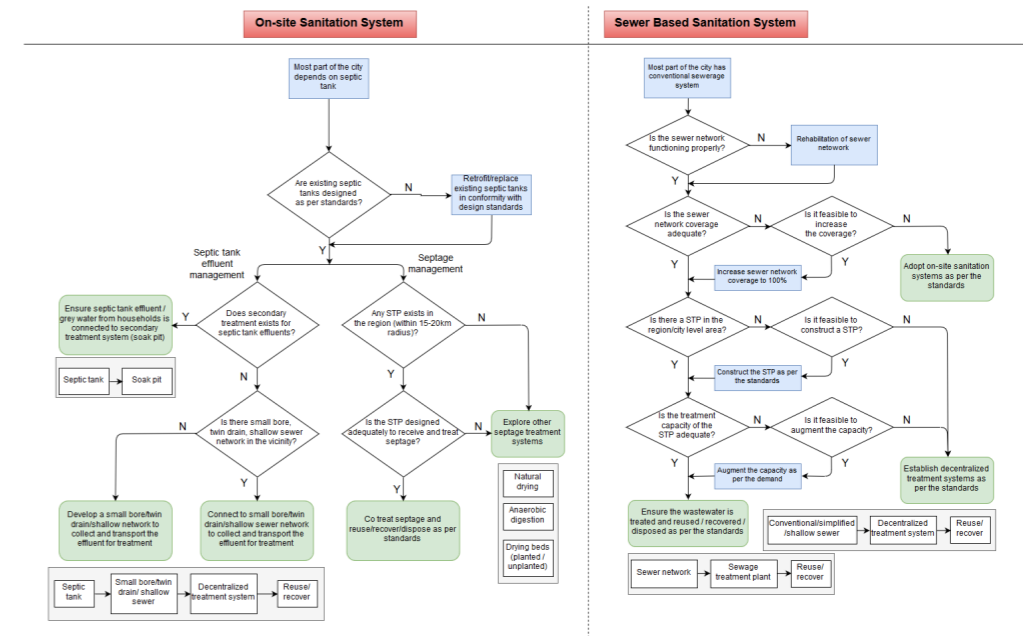 On-site Sanitation System
Most part of the city
depends on septic
tank
Are existing septic
tanks designed
as per standards?
N
Retrofit/replace
existing septic tanks
in conformity with
design standards
Y
Septic tank
effluent
management
Septage
management
Ensure septic tank effluent /
grey water from households is
connected to secondary
treatment system (soak pit)
Y
Does secondary
treatment exists for
septic tank effluents?
Any STP exists in
the region (within 15-20km
radius)?
N
Septic tank
Soak pit
N
Y
N
Is there small bore,
twin drain, shallow sewer
network in the vicinity?
Is the STP designed
adequately to receive and treat
septage?
N
Explore other
septage treatment
systems
Y
Y
Natural
drying
Anaerobic
digestion
Drying beds
(planted /
unplanted)
Develop a small bore/twin
drain/shallow network to
collect and transport the
effluent for treatment
Connect to small bore/twin
drain/shallow sewer network
to collect and transport the
effluent for treatment
Co treat septage and
reuse/recover/dispose as per
standards
Septic
tank
Small bore/twin
drain/ shallow
sewer
Decentralized
treatment system
Reuse/
recover
Sewer Based Sanitation System
Most part of the city has
conventional sewerage
system
Is the sewer network
functioning properly?
N
Rehabilitation of sewer
netowork
Y
Is the sewer
network coverage
adequate?
N
Is it feasible to
increase
the coverage?
N
Y
Y
Increase sewer network
coverage to 100%
Adopt on-site sanitation
systems as per the
standards
Is there a STP in the
region/city level area?
N
Is it feasible to
construct a STP?
N
Y
Y
Construct the STP as per
the standards
Is the treatment
capacity of the
STP adequate?
N
Is it feasible to
augment the capacity?
N
Y
Y
Augment the capacity as
per the demand
Establish decentralized
treatment systems as
per the standards
Ensure the wastewater is
treated and reused / recovered /
disposed as per the standards
Conventional/simplified
/shallow sewer
Decentralized
treatment system
Reuse/
recover
Sewer network
Sewage
treatment plant
Reuse/
recover